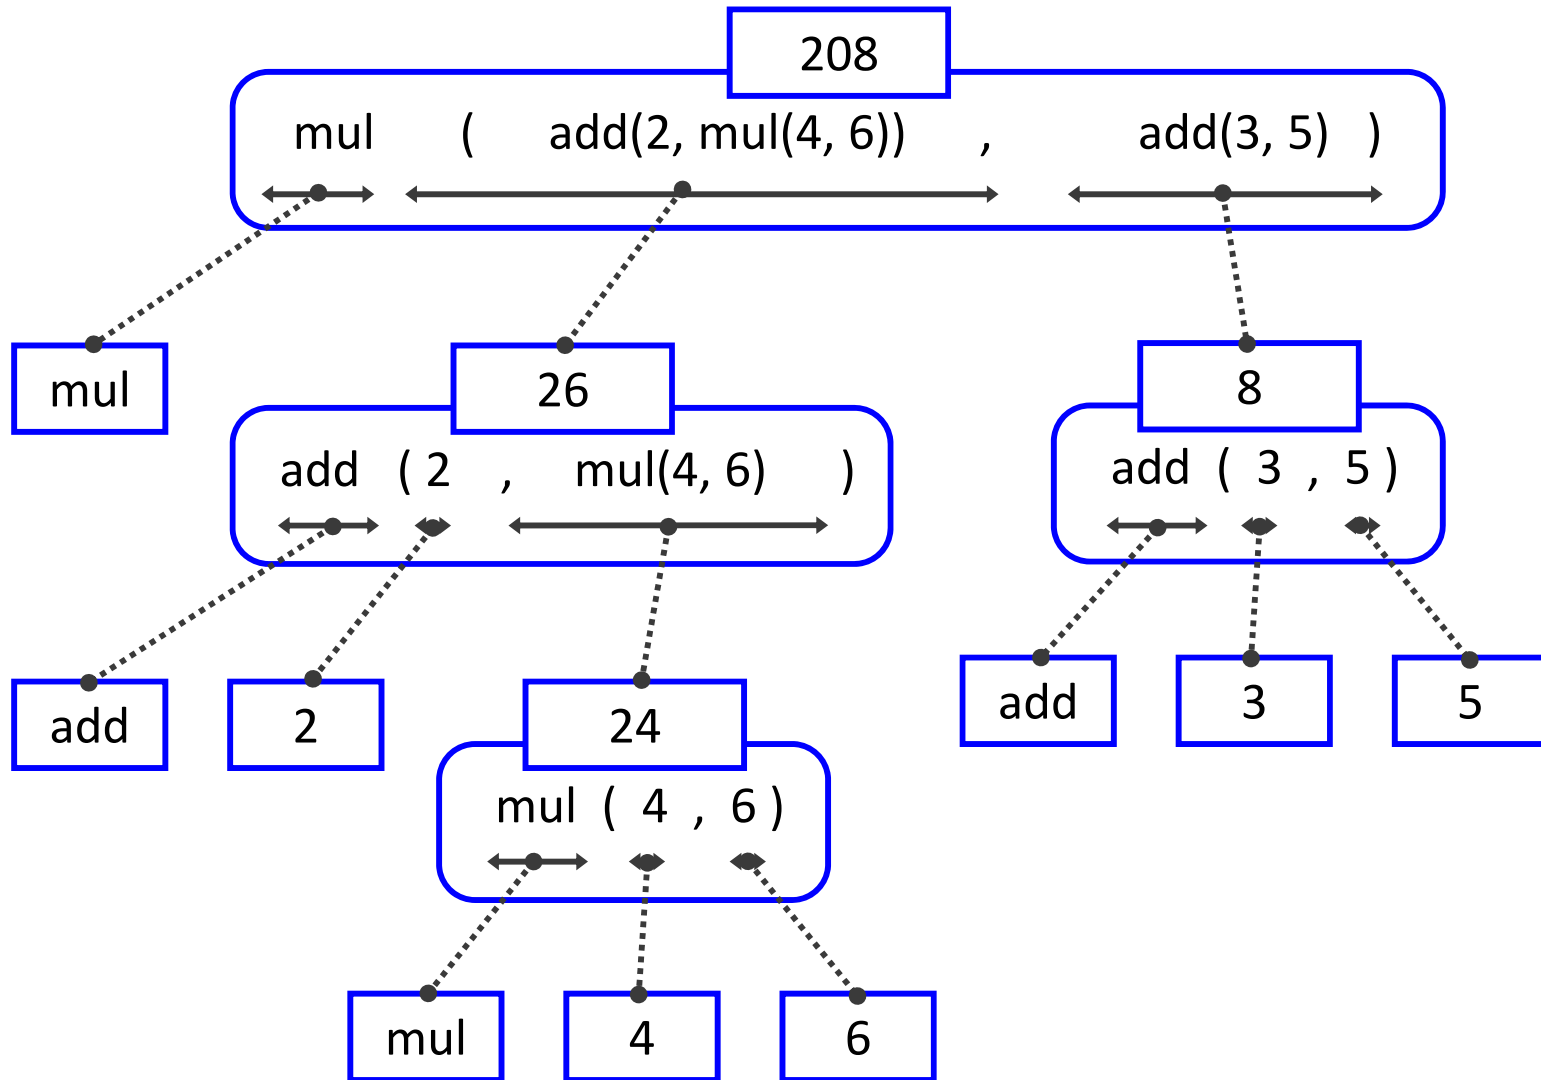 208
mul ( add(2, mul(4, 6)) , add(3, 5) )
mul
26
8
add ( 2 , mul(4, 6) )
add ( 3 , 5 )
add
2
24
add
3
5
mul ( 4 , 6 )
mul
4
6